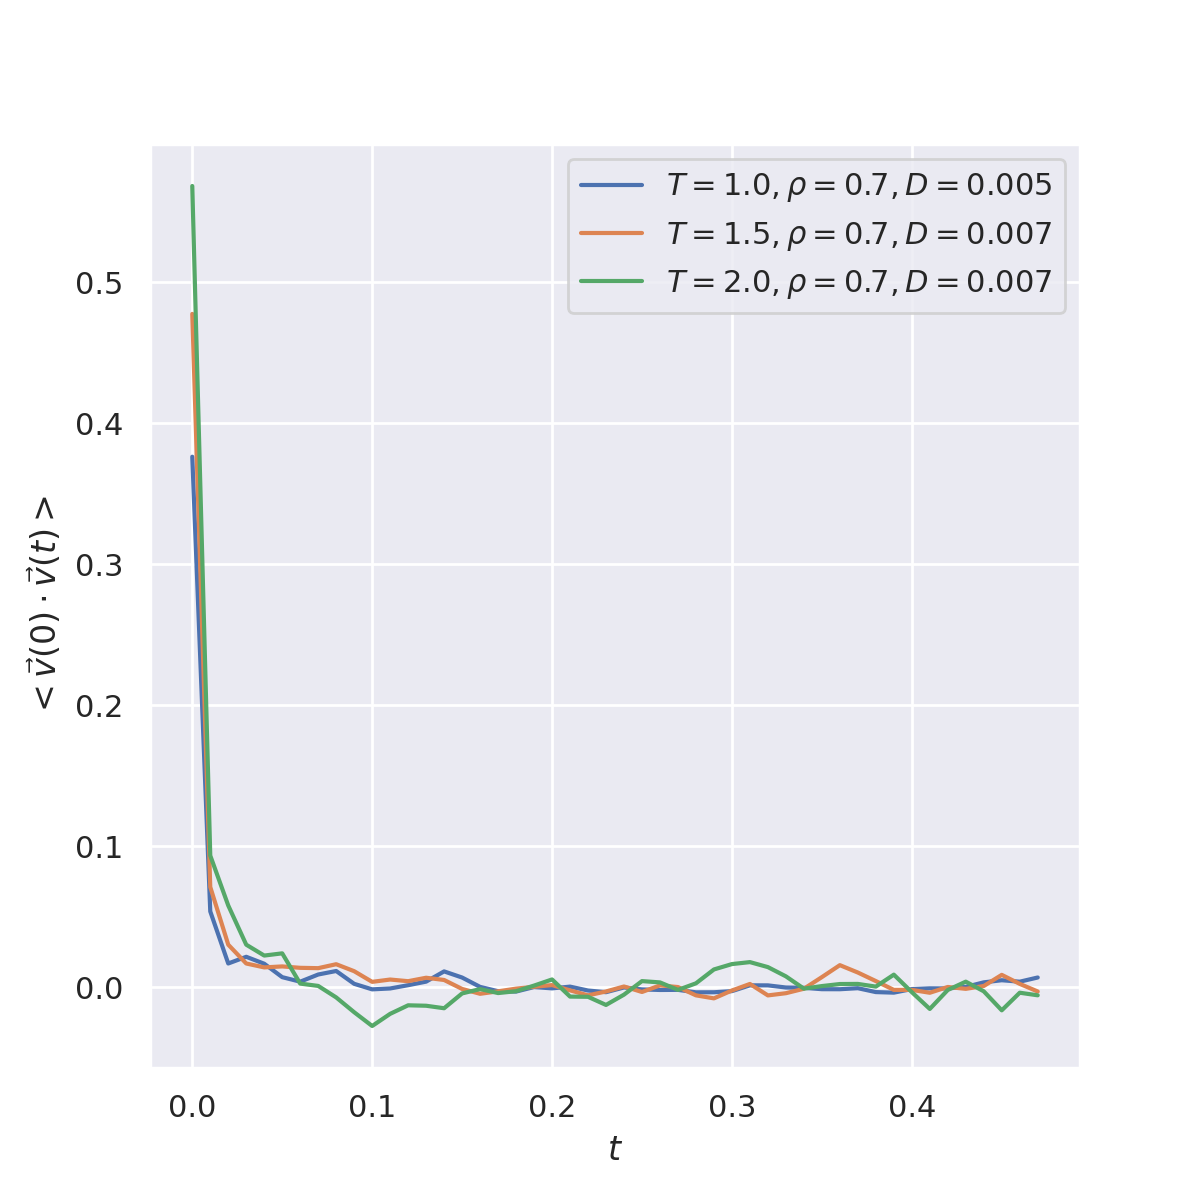 T = 1.0, ρ = 0.7, D = 0.005
T = 1.5, ρ = 0.7, D = 0.007
T = 2.0, ρ = 0.7, D = 0.007
0.5
0.4
0.3
0.2
0.1
0.0
< v⃗(0) · v⃗(t) >
0.0 0.1 0.2 0.3 0.4
t